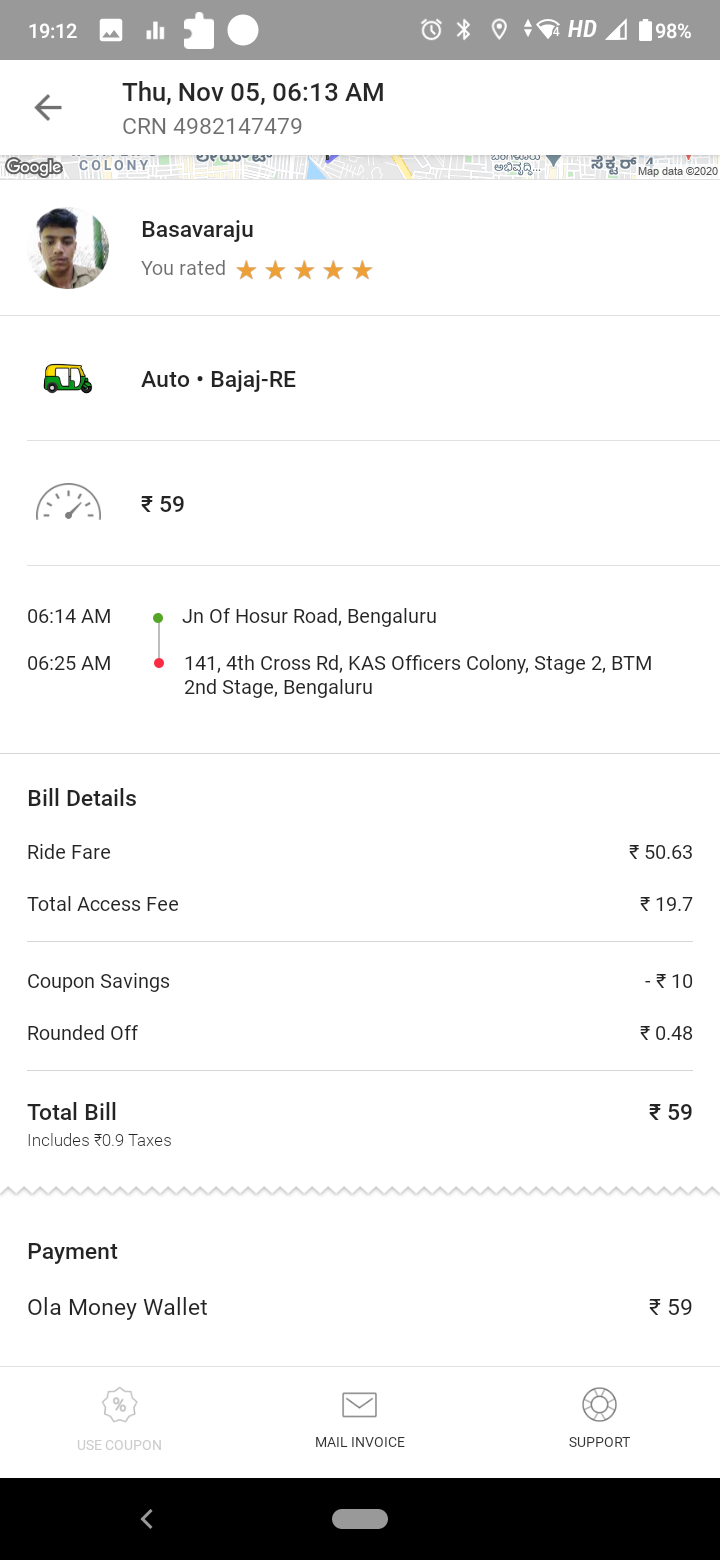 19:12 HD 98%
Thu, Nov 05, 06:13 AM
CRN 4982147479
Google COLONY ಲೇಯೌಟ್ ಬೆಂಗಳೂರು ಸೆಕ್ಟರ್ 4
ಅಭಿವೃದ್ಧಿ... Map data ©2020
Basavaraju
You rated
Auto • Bajaj-RE
₹ 59
06:14 AM Jn Of Hosur Road, Bengaluru
06:25 AM 141, 4th Cross Rd, KAS Officers Colony, Stage 2, BTM
2nd Stage, Bengaluru
Bill Details
Ride Fare ₹ 50.63
Total Access Fee ₹ 19.7
Coupon Savings - ₹ 10
Rounded Off ₹ 0.48
Total Bill ₹ 59
Includes ₹0.9 Taxes
Payment
Ola Money Wallet ₹ 59
USE COUPON MAIL INVOICE SUPPORT